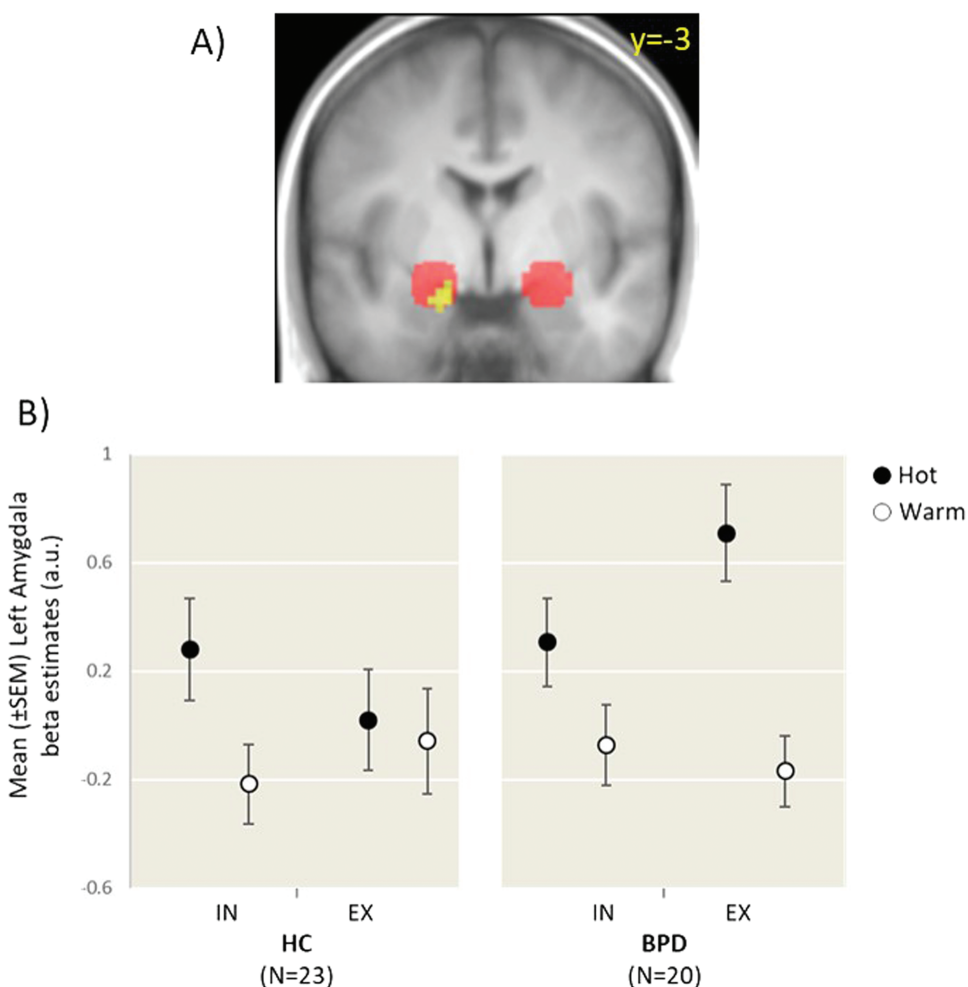 A)
y=-3
B)
Mean (±SEM) Left Amygdala
beta estimates (a.u.)
1
0.6
0.2
-0.2
-0.6
Hot
Warm
IN EX IN EX
HC BPD
(N=23) (N=20)